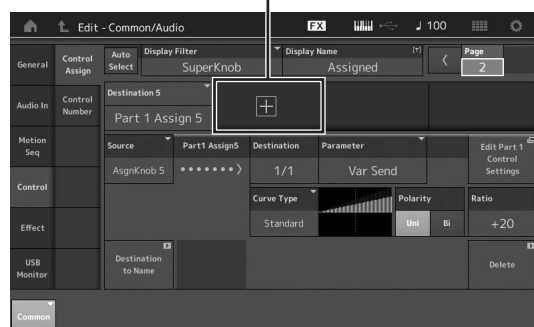 Edit - Common/Audio
FX
♩ 100
General
Control Assign
Auto Select
Display Filter
SuperKnob
Display Name
[T]
Assigned
Page
2
Audio In
Control Number
Destination 5
Part 1 Assign 5
Motion Seq
Source
AsgnKnob 5
Part1 Assign5
Destination
1/1
Parameter
Var Send
Edit Part 1 Control Settings
Control
Curve Type
Standard
Polarity
Uni
Bi
Ratio
+20
Effect
USB Monitor
Destination to Name
Delete
Common